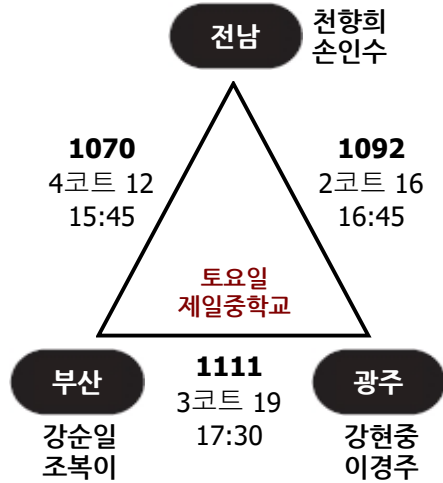 전남
천향희
손인수
1070
4코트 12
15:45
1092
2코트 16
16:45
토요일
제일중학교
부산
강순일
조복이
1111
3코트 19
17:30
광주
강현중
이경주